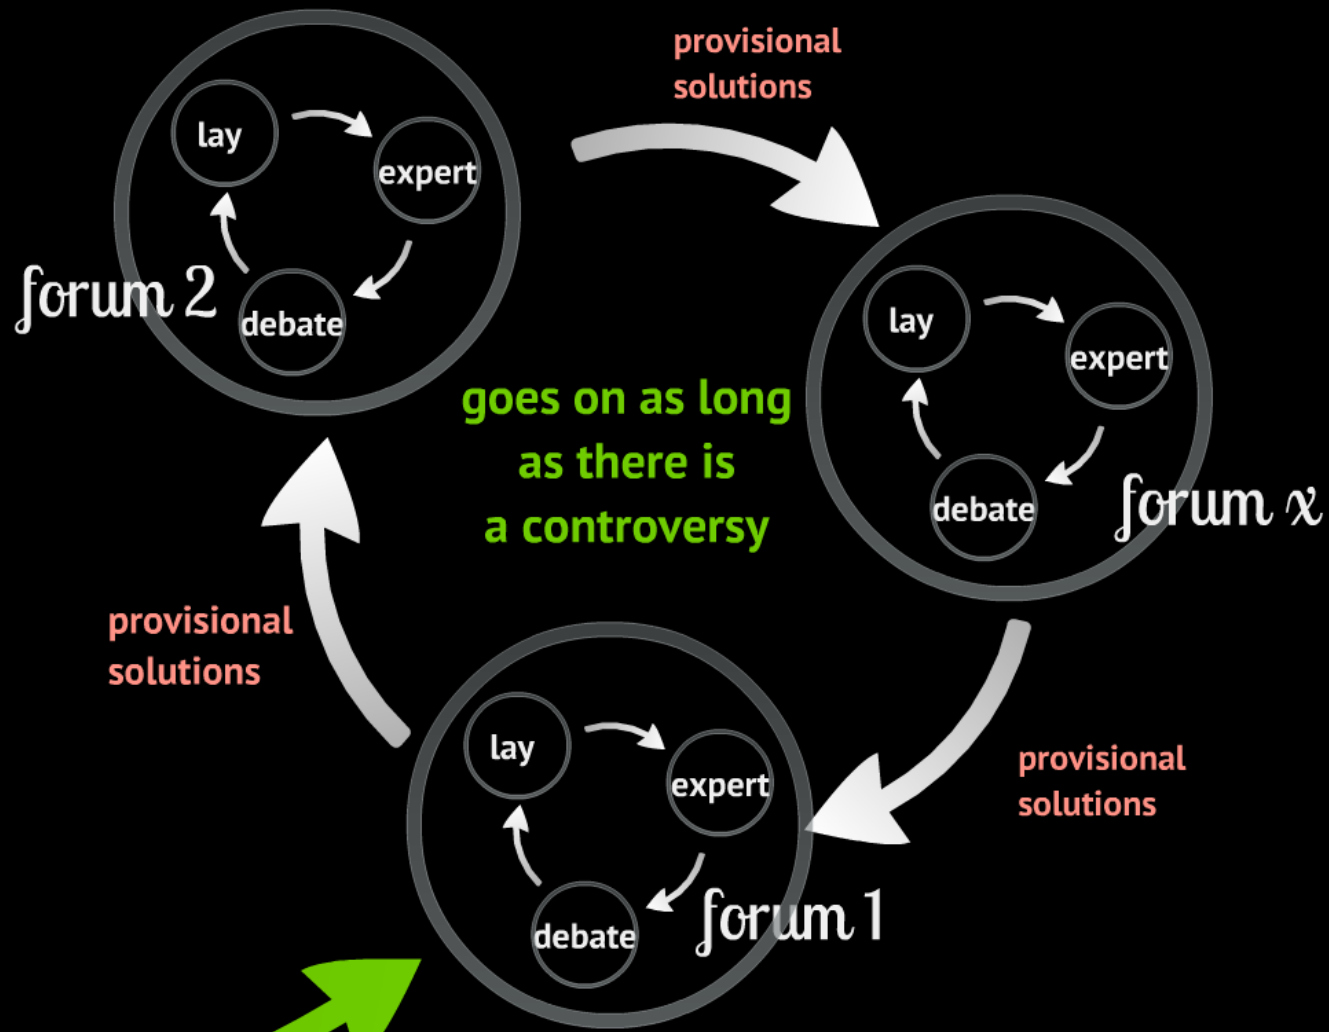 provisional
solutions
lay
expert
debate
forum 2
lay
expert
debate
forum x
goes on as long
as there is
a controversy
provisional
solutions
lay
expert
debate
forum 1
provisional
solutions